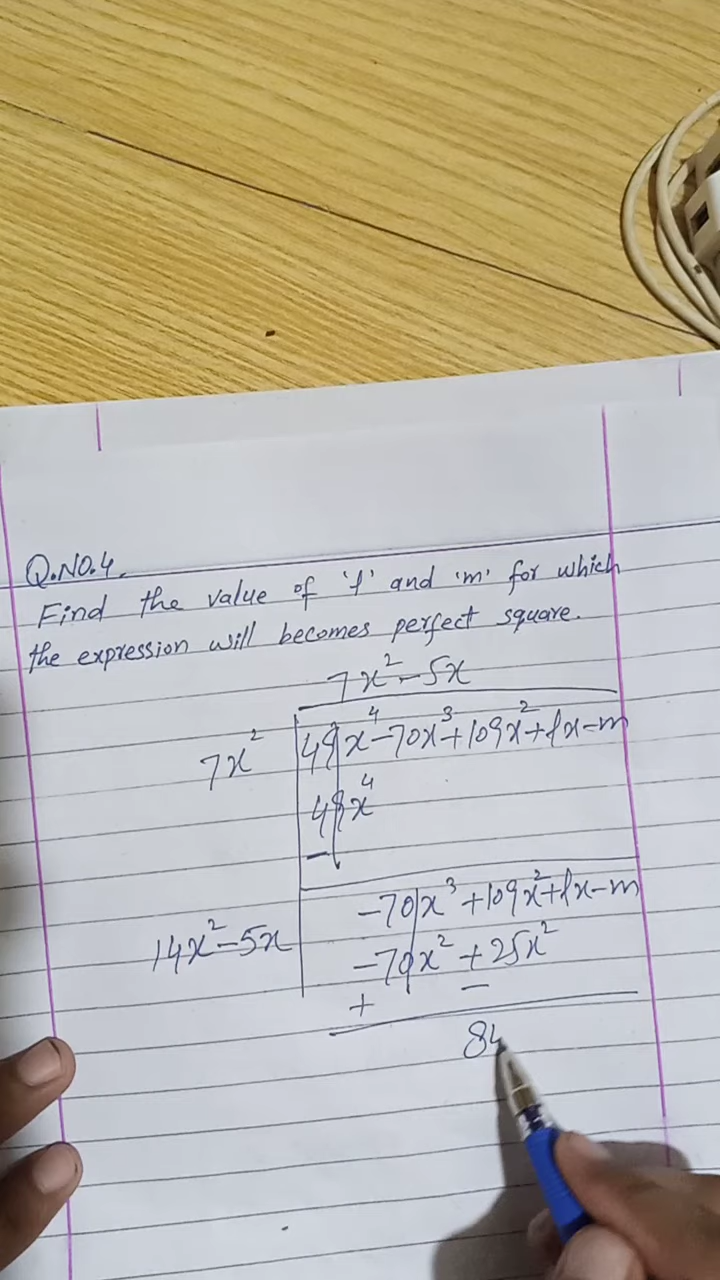 Q.NO.4.
Find the value of 'l' and 'm' for which
the expression will becomes perfect square.
7x² - 5x
7x² 49x⁴ - 70x³ + 109x² + lx - m
49x⁴
-
-70x³ + 109x² + lx - m
14x² - 5x -70x² + 25x²
+ -
84